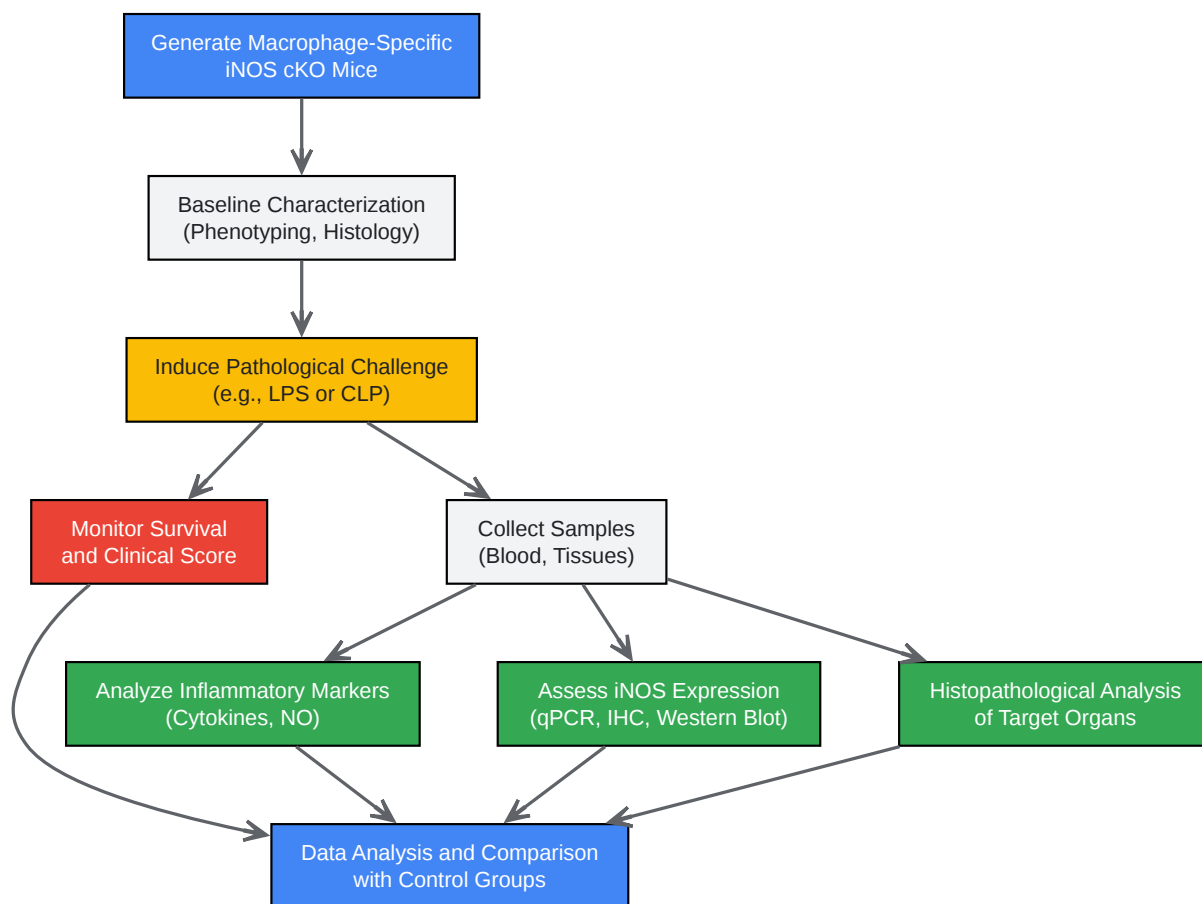 Generate Macrophage-Specific
iNOS cKO Mice
Baseline Characterization
(Phenotyping, Histology)
Induce Pathological Challenge
(e.g., LPS or CLP)
Monitor Survival
and Clinical Score
Collect Samples
(Blood, Tissues)
Analyze Inflammatory Markers
(Cytokines, NO)
Assess iNOS Expression
(qPCR, IHC, Western Blot)
Histopathological Analysis
of Target Organs
Data Analysis and Comparison
with Control Groups